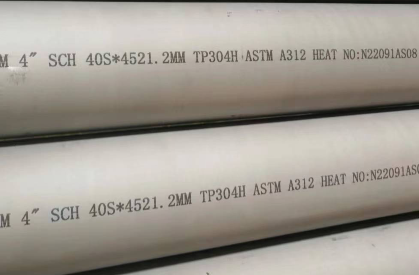 M 4″ SCH 40S*4521.2MM TP304H ASTM A312 HEAT NO:N22091AS08
M 4″ SCH 40S*4521.2MM TP304H ASTM A312 HEAT NO:N22091AS0